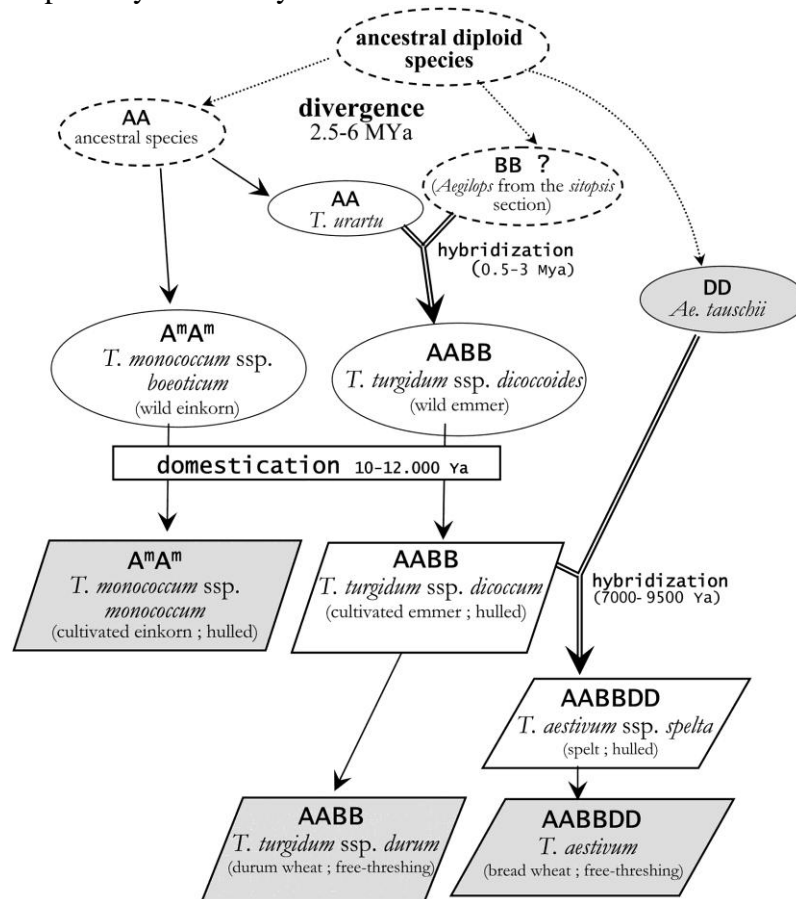 ancestral diploid
species
divergence
2.5-6 MYa
AA
ancestral species
BB ?
(Aegilops from the sitopsis
section)
AA
T. urartu
hybridization
(0.5-3 Mya)
DD
Ae. tauschii
AᵐAᵐ
T. monococcum ssp.
boeoticum
(wild einkorn)
AABB
T. turgidum ssp. dicoccoides
(wild emmer)
domestication 10-12.000 Ya
AᵐAᵐ
T. monococcum ssp.
monococcum
(cultivated einkorn ; hulled)
AABB
T. turgidum ssp. dicoccum
(cultivated emmer ; hulled)
hybridization
(7000-9500 Ya)
AABBDD
T. aestivum ssp. spelta
(spelt ; hulled)
AABB
T. turgidum ssp. durum
(durum wheat ; free-threshing)
AABBDD
T. aestivum
(bread wheat ; free-threshing)